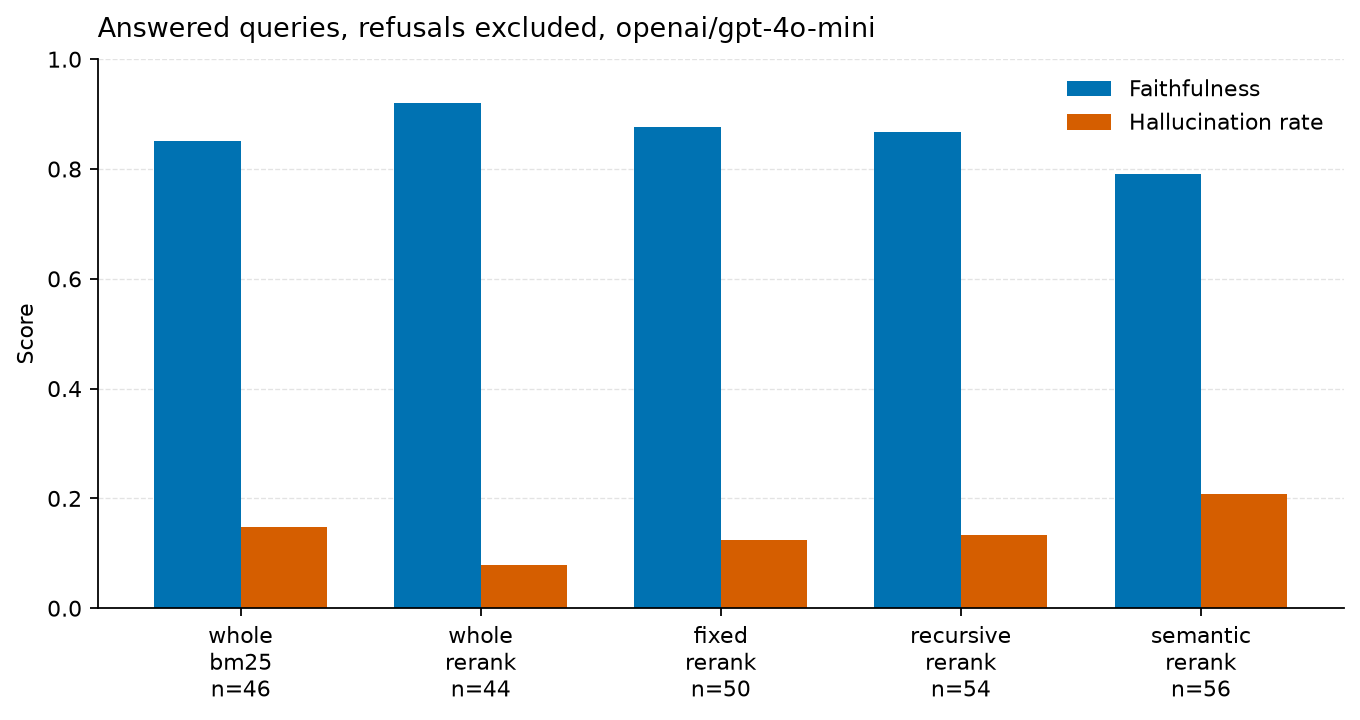 Answered queries, refusals excluded, openai/gpt-4o-mini
Faithfulness
Hallucination rate
Score
1.0
0.8
0.6
0.4
0.2
0.0
whole
bm25
n=46
whole
rerank
n=44
fixed
rerank
n=50
recursive
rerank
n=54
semantic
rerank
n=56